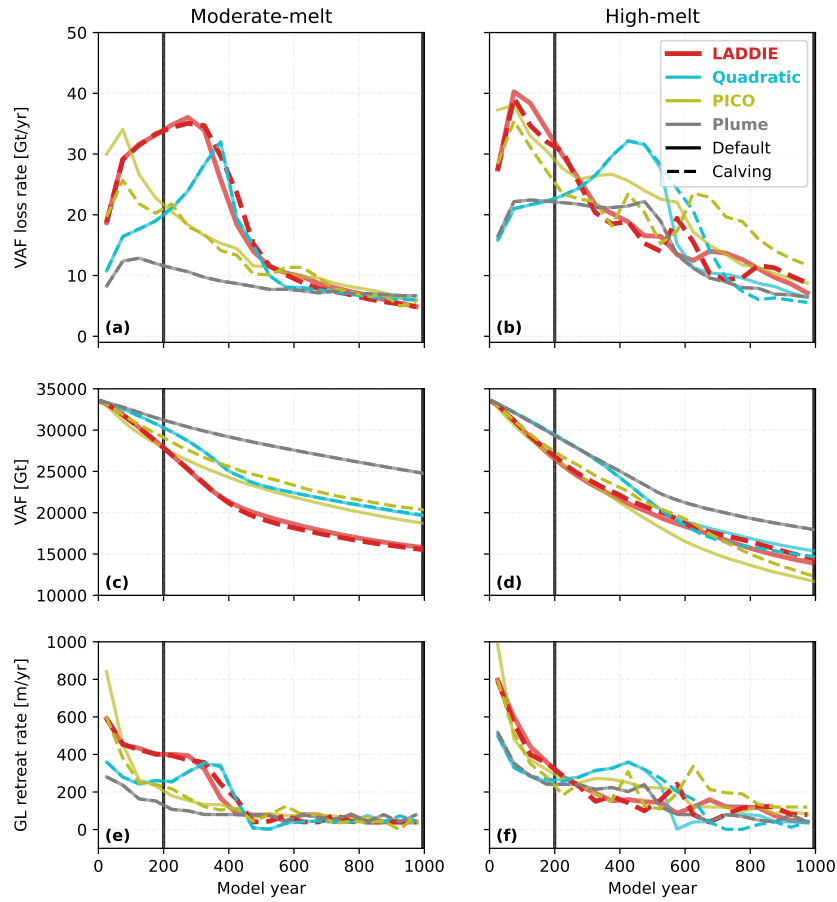 Moderate-melt
High-melt
50
40
30
20
10
0
VAF loss rate [Gt/yr]
(a)
LADDIE
Quadratic
PICO
Plume
Default
Calving
(b)
35000
30000
25000
20000
15000
10000
VAF [Gt]
(c)
(d)
1000
800
600
400
200
0
GL retreat rate [m/yr]
(e)
(f)
0 200 400 600 800 1000
0 200 400 600 800 1000
Model year
Model year